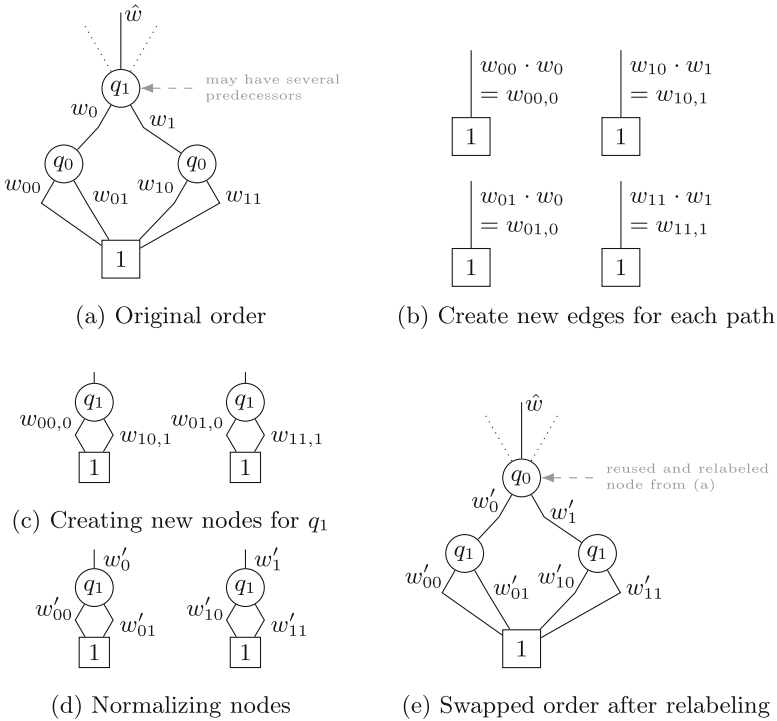 ŵ
q₁
may have several
predecessors
w₀ w₁
q₀ q₀
w₀₀ w₀₁ w₁₀ w₁₁
1
(a) Original order
w₀₀ · w₀
= w₀₀,₀
1
w₁₀ · w₁
= w₁₀,₁
1
w₀₁ · w₀
= w₀₁,₀
1
w₁₁ · w₁
= w₁₁,₁
1
(b) Create new edges for each path
q₁ q₁
w₀₀,₀ w₁₀,₁ w₀₁,₀ w₁₁,₁
1 1
(c) Creating new nodes for q₁
w′₀ w′₁
q₁ q₁
w′₀₀ w′₀₁ w′₁₀ w′₁₁
1 1
(d) Normalizing nodes
ŵ
q₀
reused and relabeled
node from (a)
w′₀ w′₁
q₁ q₁
w′₀₀ w′₀₁ w′₁₀ w′₁₁
1
(e) Swapped order after relabeling